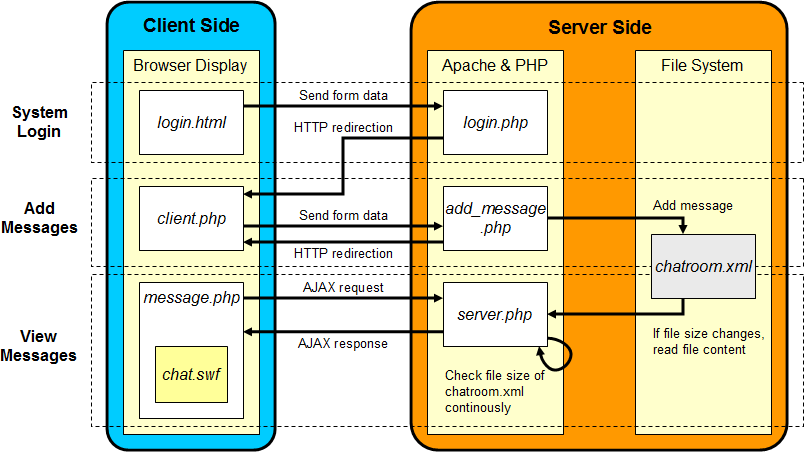 Client Side
Server Side
Browser Display
Apache & PHP
File System
System
Login
login.html
Send form data
login.php
HTTP redirection
Add
Messages
client.php
Send form data
HTTP redirection
add_message
.php
Add message
chatroom.xml
View
Messages
message.php
chat.swf
AJAX request
AJAX response
server.php
If file size changes,
read file content
Check file size of
chatroom.xml
continously